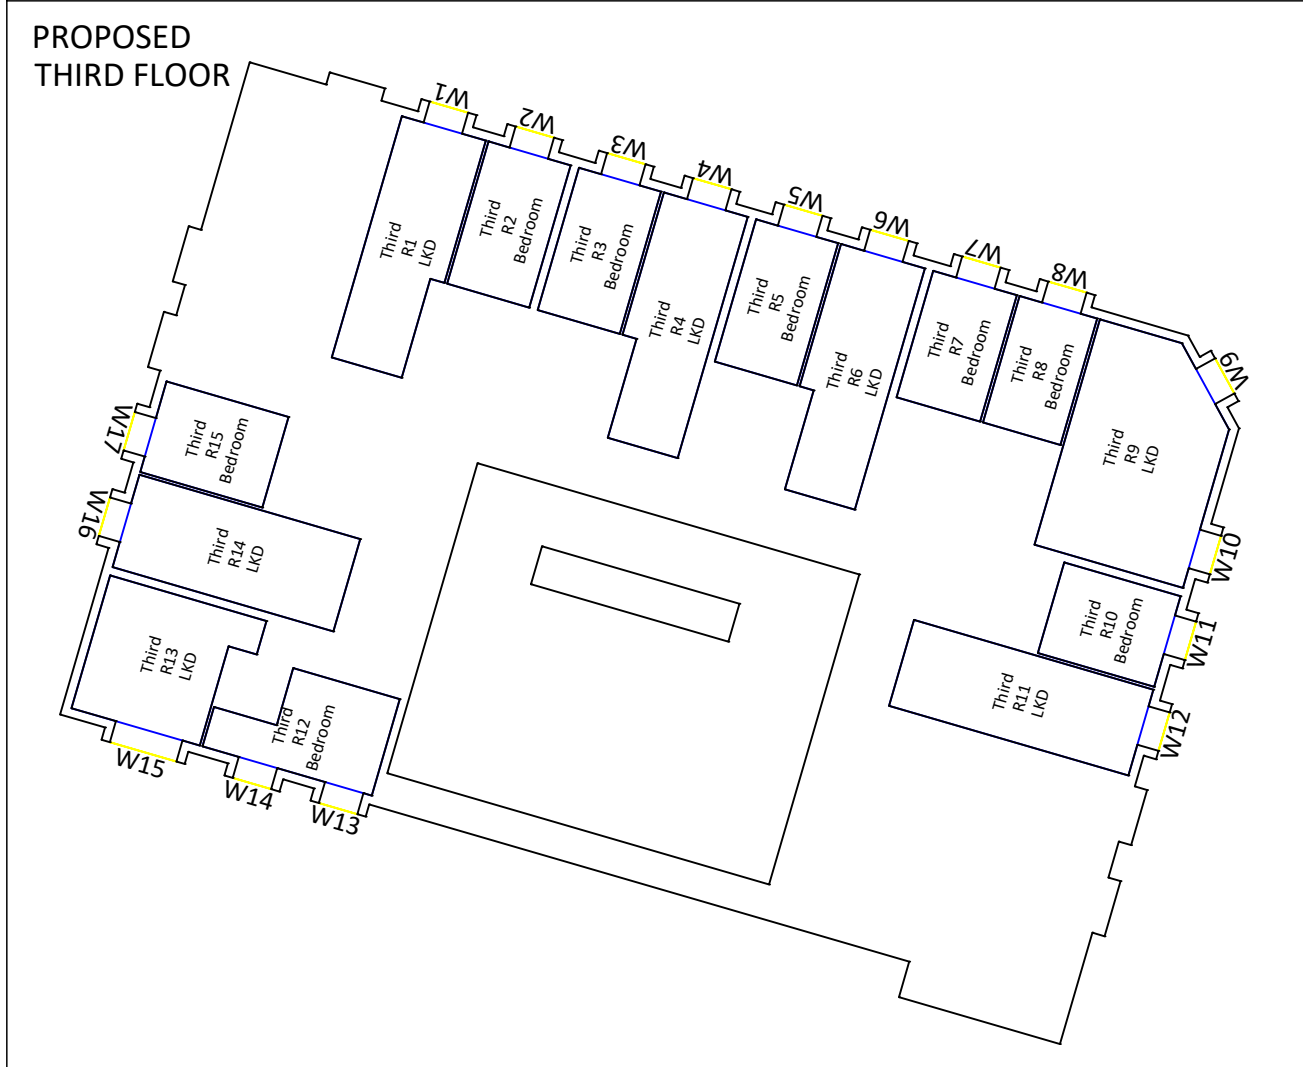 PROPOSED
THIRD FLOOR
W1
W2
W3
W4
W5
W6
W7
W8
W9
W10
W11
W12
W13
W14
W15
W16
W17
Third
R1
LKD
Third
R2
Bedroom
Third
R3
Bedroom
Third
R4
LKD
Third
R5
Bedroom
Third
R6
LKD
Third
R7
Bedroom
Third
R8
Bedroom
Third
R9
LKD
Third
R10
Bedroom
Third
R11
LKD
Third
R12
Bedroom
Third
R13
LKD
Third
R14
LKD
Third
R15
Bedroom